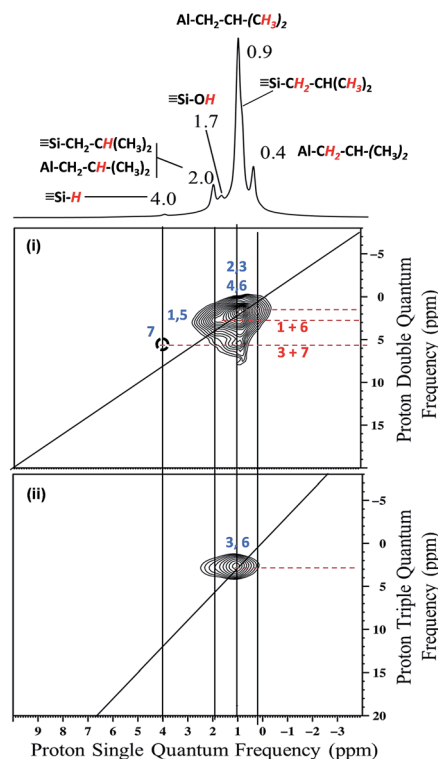 Al-CH₂-CH-(CH₃)₂
0.9
≡Si-CH₂-CH(CH₃)₂
≡Si-OH
1.7
≡Si-CH₂-CH(CH₃)₂
Al-CH₂-CH-(CH₃)₂
2.0
0.4
Al-CH₂-CH-(CH₃)₂
≡Si-H
4.0
(i)
2,3
4,6
1,5
7
1 + 6
3 + 7
-5
0
5
10
15
Proton Double Quantum
Frequency (ppm)
(ii)
3,6
-5
0
5
10
15
20
Proton Triple Quantum
Frequency (ppm)
10 9 8 7 6 5 4 3 2 1 0 -1 -2 -3
Proton Single Quantum Frequency (ppm)